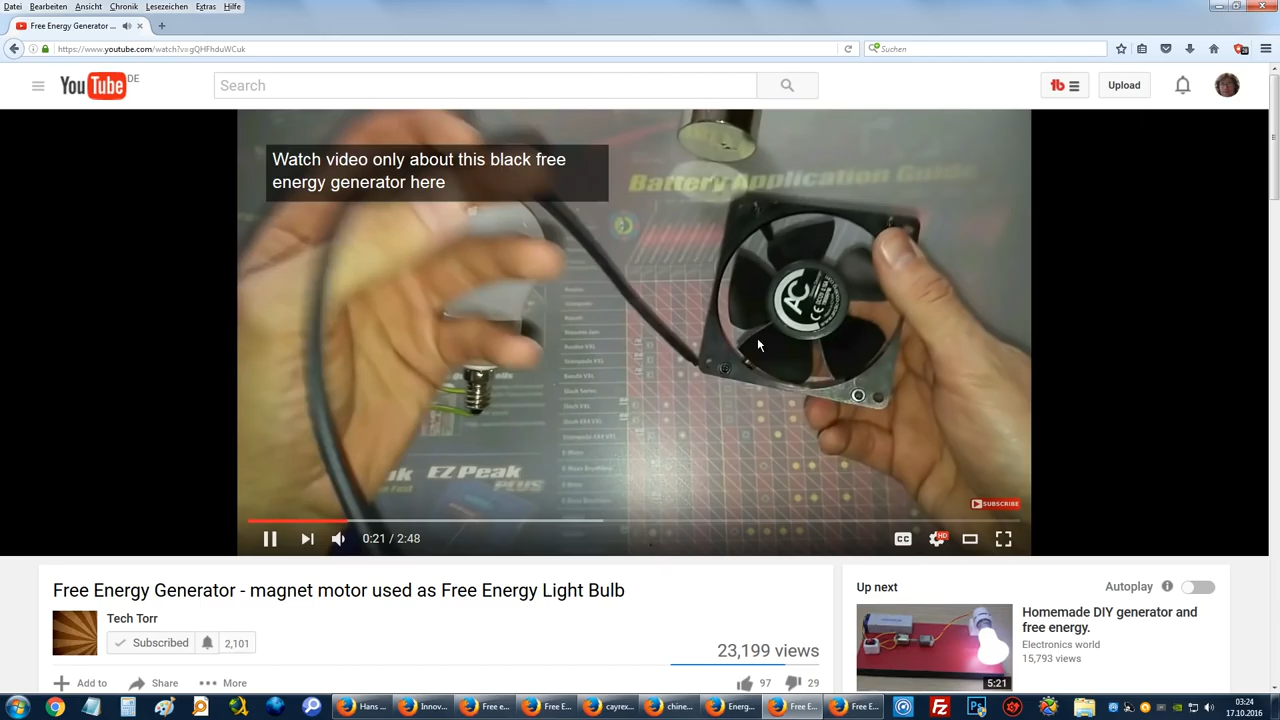 Datei Bearbeiten Ansicht Chronik Lesezeichen Extras Hilfe
Free Energy Generator ...
https://www.youtube.com/watch?v=gQHFhduWCuk
Suchen
YouTube DE
Search
Upload
Watch video only about this black free
energy generator here
Battery Application Guide
AC
CE
EZ Peak
PLUS
SUBSCRIBE
0:21 / 2:48
CC
HD
Free Energy Generator - magnet motor used as Free Energy Light Bulb
Tech Torr
Subscribed 2,101
23,199 views
Add to Share More
97 29
Up next
Autoplay
Homemade DIY generator and
free energy.
Electronics world
15,793 views
5:21
Hans ... Innov... Free e... Free E... cayrex... chine... Energ... Free E... Free E...
03:24
17.10.2016